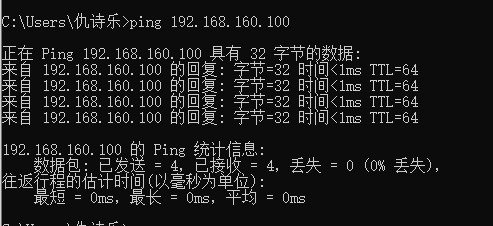 C:\Users\仇诗乐>ping 192.168.160.100
正在 Ping 192.168.160.100 具有 32 字节的数据:
来自 192.168.160.100 的回复: 字节=32 时间<1ms TTL=64
来自 192.168.160.100 的回复: 字节=32 时间<1ms TTL=64
来自 192.168.160.100 的回复: 字节=32 时间<1ms TTL=64
来自 192.168.160.100 的回复: 字节=32 时间<1ms TTL=64
192.168.160.100 的 Ping 统计信息:
数据包: 已发送 = 4, 已接收 = 4, 丢失 = 0 (0% 丢失),
往返行程的估计时间(以毫秒为单位):
最短 = 0ms, 最长 = 0ms, 平均 = 0ms